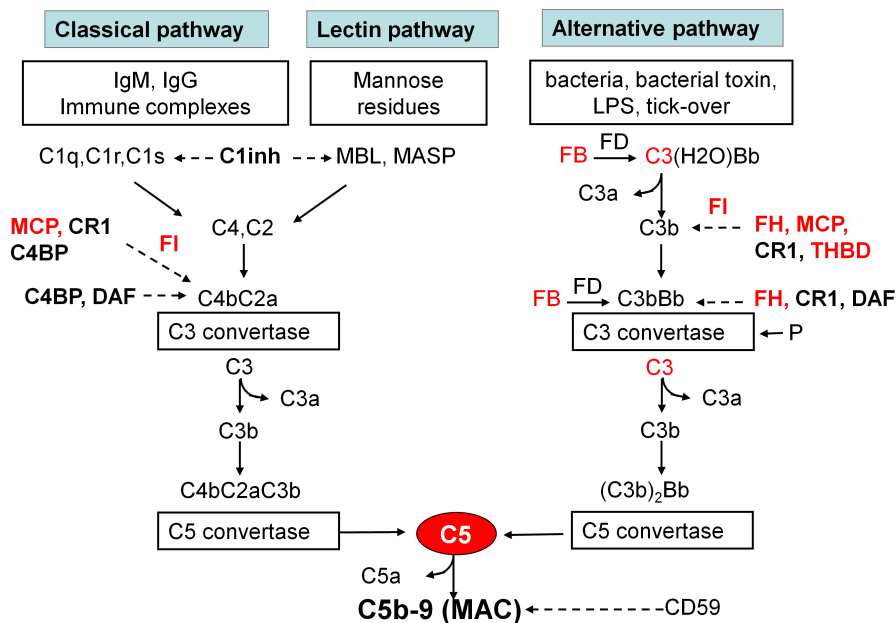 Classical pathway
Lectin pathway
Alternative pathway
IgM, IgG
Immune complexes
Mannose
residues
bacteria, bacterial toxin,
LPS, tick-over
C1q,C1r,C1s
C1inh
MBL, MASP
FB
FD
C3(H2O)Bb
C3a
MCP, CR1
C4BP
FI
C4,C2
C3b
FI
FH, MCP,
CR1, THBD
C4BP, DAF
C4bC2a
FB
FD
C3bBb
FH, CR1, DAF
C3 convertase
C3 convertase
P
C3
C3a
C3
C3a
C3b
C3b
C4bC2aC3b
(C3b)₂Bb
C5 convertase
C5
C5 convertase
C5a
C5b-9 (MAC)
CD59